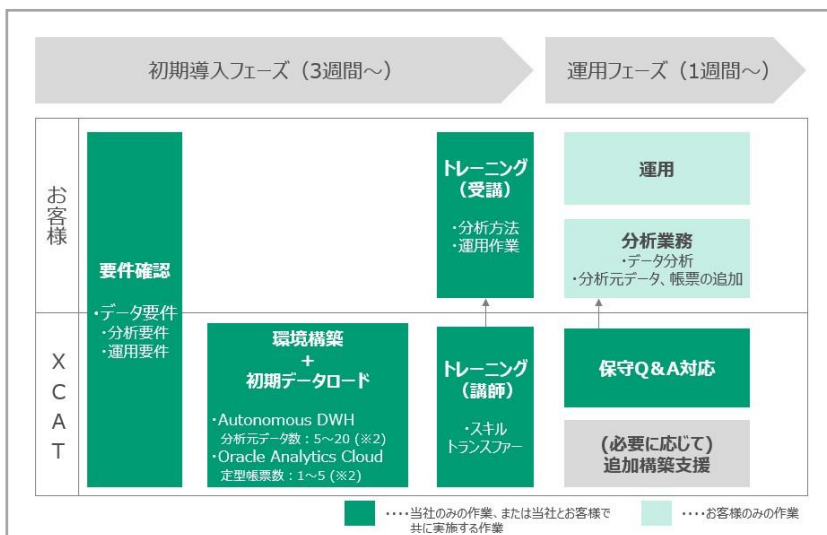 初期導入フェーズ（3週間～）
運用フェーズ（1週間～）
お客様
要件確認
・データ要件
・分析要件
・運用要件
トレーニング
（受講）
・分析方法
・運用作業
運用
分析業務
・データ分析
・分析元データ、帳票の追加
XCAT
環境構築
+
初期データロード
・Autonomous DWH
分析元データ数：5～20 (※2)
・Oracle Analytics Cloud
定型帳票数：1～5 (※2)
トレーニング
（講師）
・スキル
トランスファー
保守Q&A対応
(必要に応じて)
追加構築支援
・・・・当社のみの作業、または当社とお客様で
共に実施する作業
・・・・お客様のみの作業